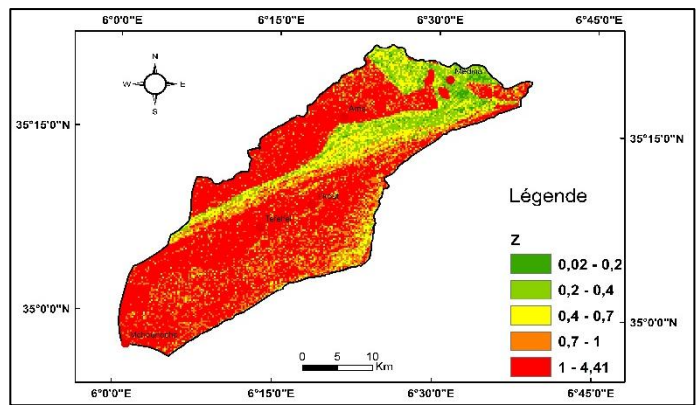 6°0'0"E 6°15'0"E 6°30'0"E 6°45'0"E
N
W E
S
Medina
Arris
35°15'0"N 35°15'0"N
Légende
Z
0,02 - 0,2
0,2 - 0,4
0,4 - 0,7
0,7 - 1
1 - 4,41
35°0'0"N 35°0'0"N
0 5 10
Km
6°0'0"E 6°15'0"E 6°30'0"E 6°45'0"E